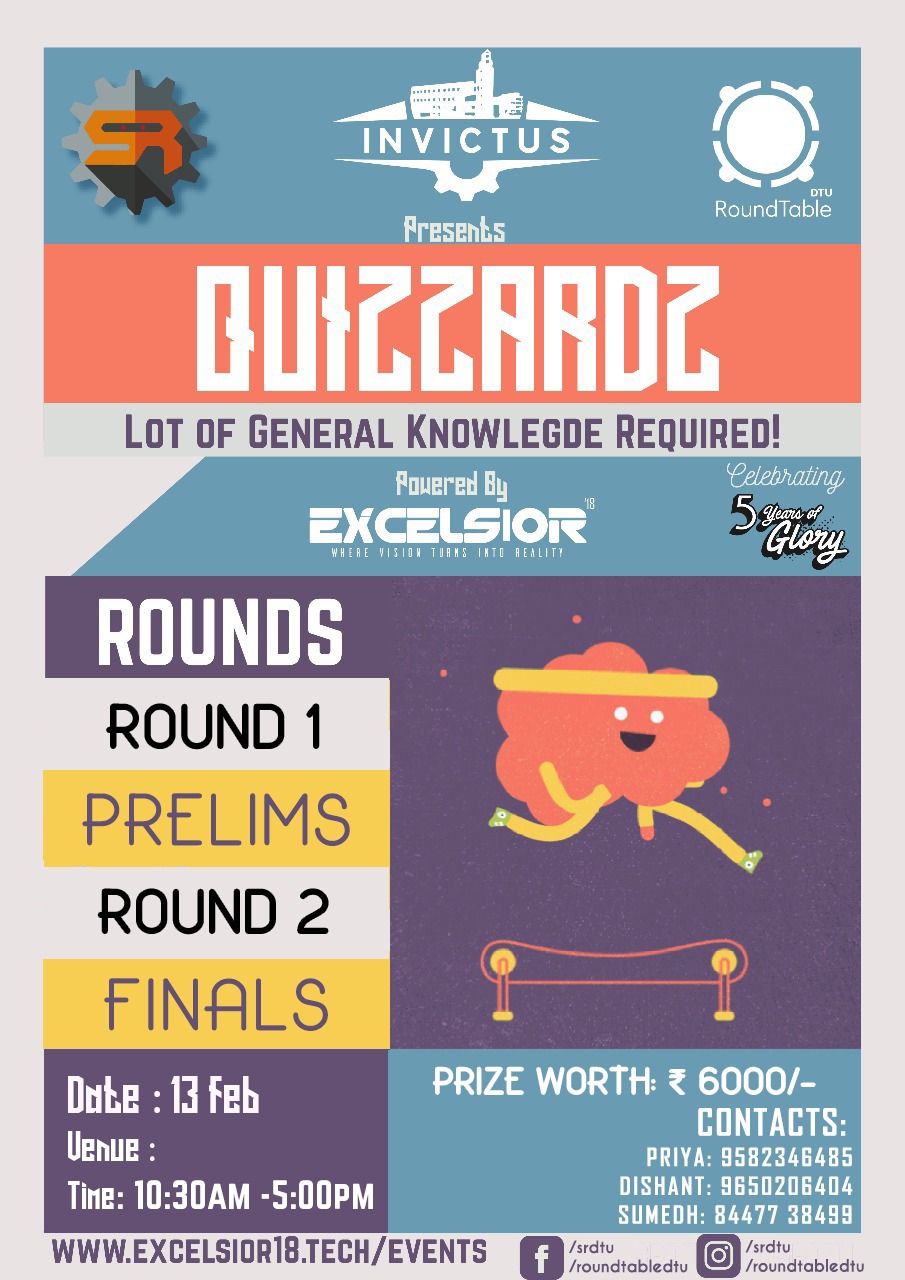 SR
INVICTUS
DTU
RoundTable
Presents
QUIZZARDZ
LOT OF GENERAL KNOWLEGDE REQUIRED!
Powered By
EXCELSIOR '18
WHERE VISION TURNS INTO REALITY
Celebrating
5 Years of
Glory
ROUNDS
ROUND 1
PRELIMS
ROUND 2
FINALS
Date : 13 Feb
Venue :
Time: 10:30AM -5:00PM
PRIZE WORTH: ₹ 6000/-
CONTACTS:
PRIYA: 9582346485
DISHANT: 9650206404
SUMEDH: 84477 38499
WWW.EXCELSIOR18.TECH/EVENTS
/srdtu
/roundtabledtu
/srdtu
/roundtabledtu